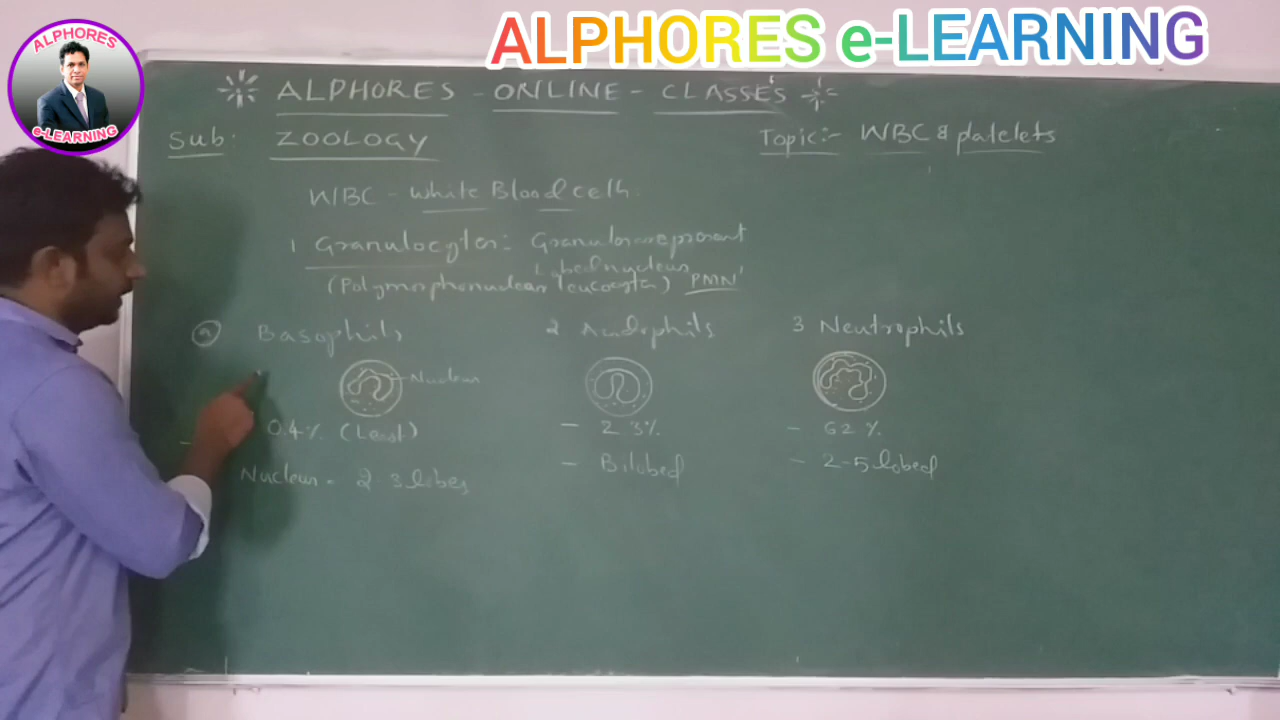 ALPHORES e-LEARNING
ALPHORES
e-LEARNING
ALPHORES - ONLINE - CLASSES
Sub: ZOOLOGY
Topic:- WBC & platelets
WBC - White Blood cells.
1 Granulocytes: Granules are present
Lobed nucleus
(Polymorphonuclear leucocytes) PMN'
a Basophils
2 Acidophils
3 Neutrophils
Nucleus
- 0.4% (Least)
- 2.3%
- 62%
Nucleus - 2 3 lobes
- Bilobed
- 2-5 lobed